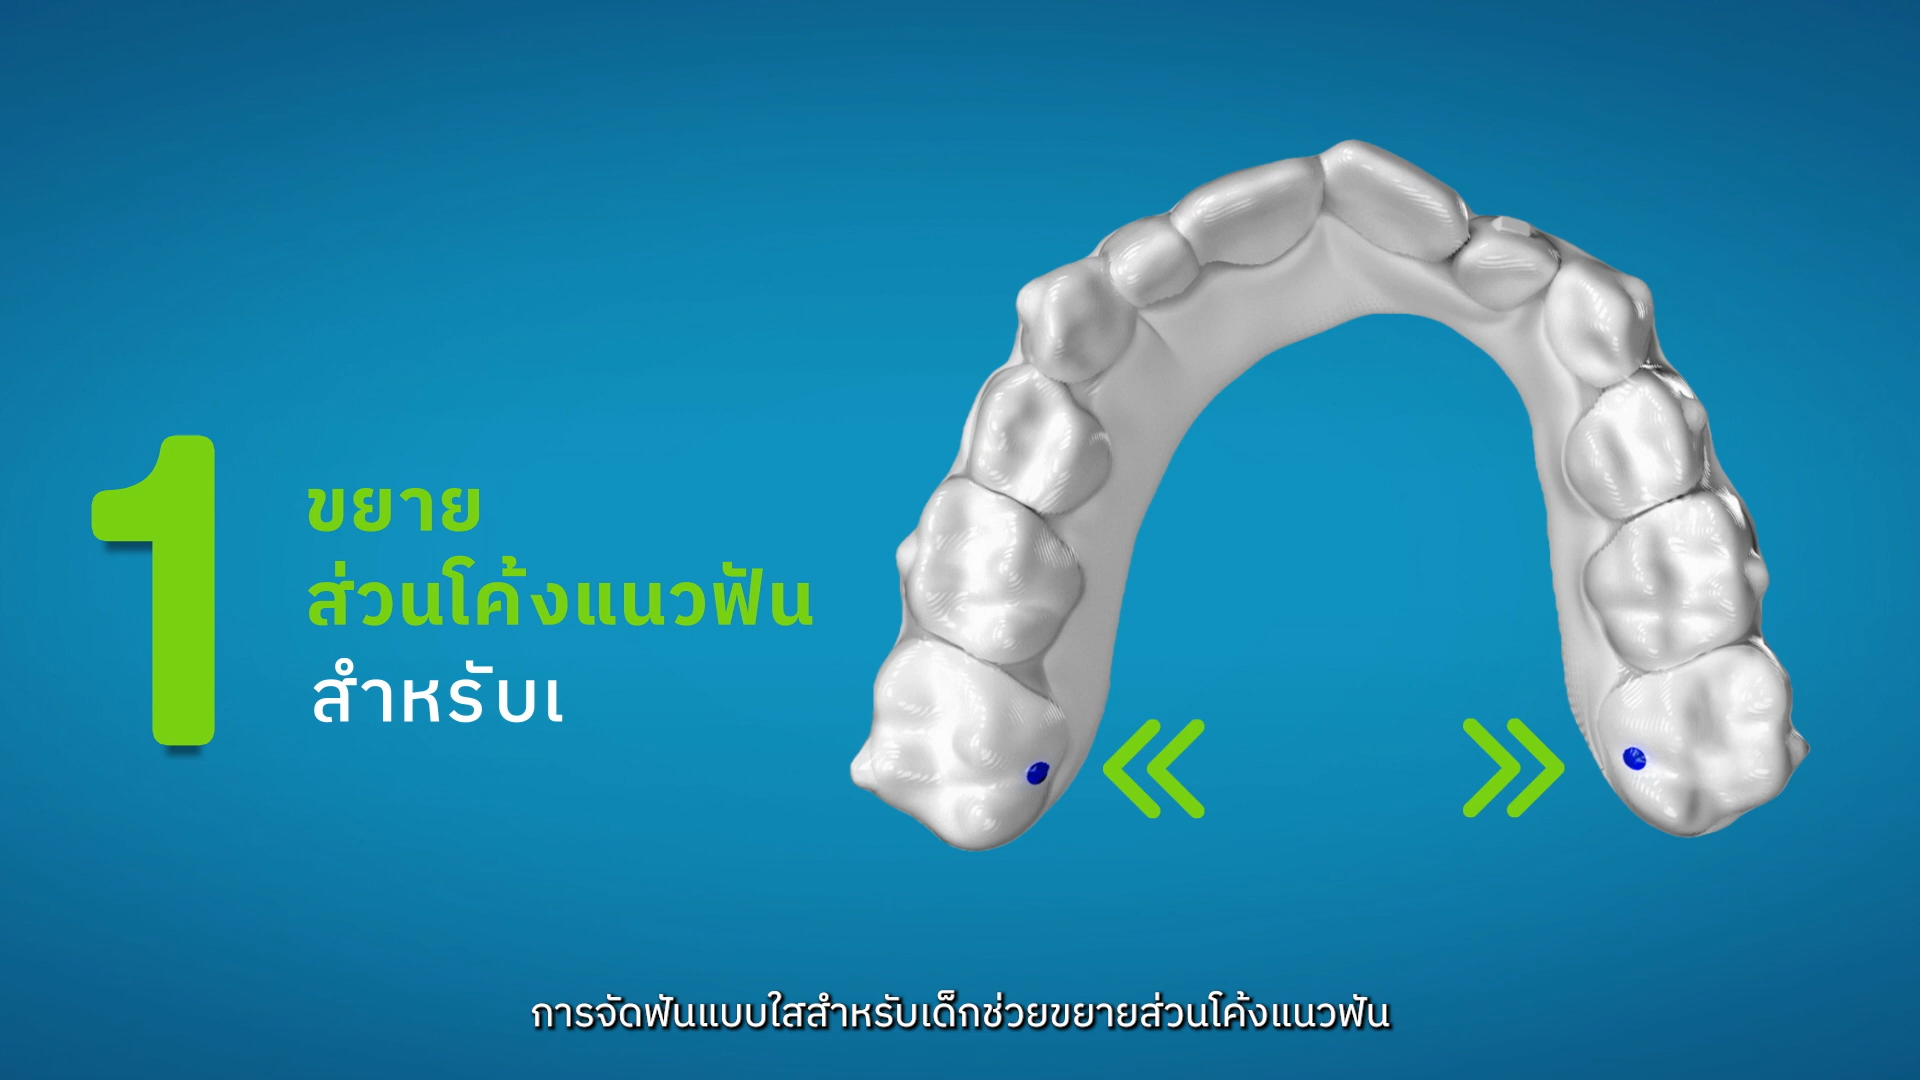 1
ขยาย
ส่วนโค้งแนวฟัน
สำหรับเ
การจัดฟันแบบใสสำหรับเด็กช่วยขยายส่วนโค้งแนวฟัน